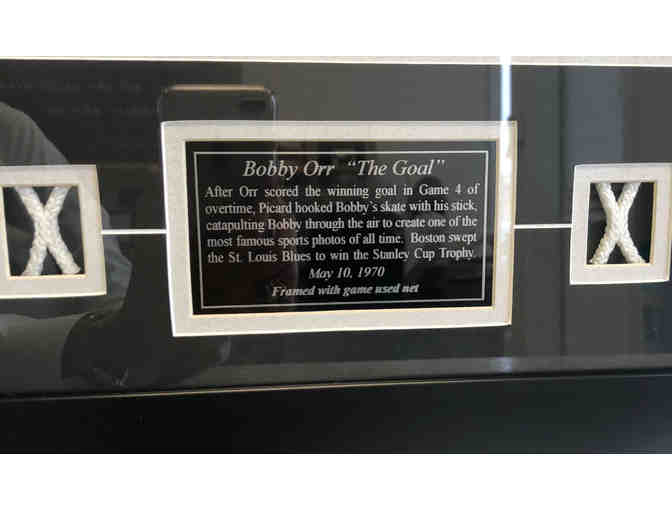 Bobby Orr "The Goal"
After Orr scored the winning goal in Game 4 of
overtime, Picard hooked Bobby's skate with his stick,
catapulting Bobby through the air to create one of the
most famous sports photos of all time. Boston swept
the St. Louis Blues to win the Stanley Cup Trophy.
May 10, 1970
Framed with game used net